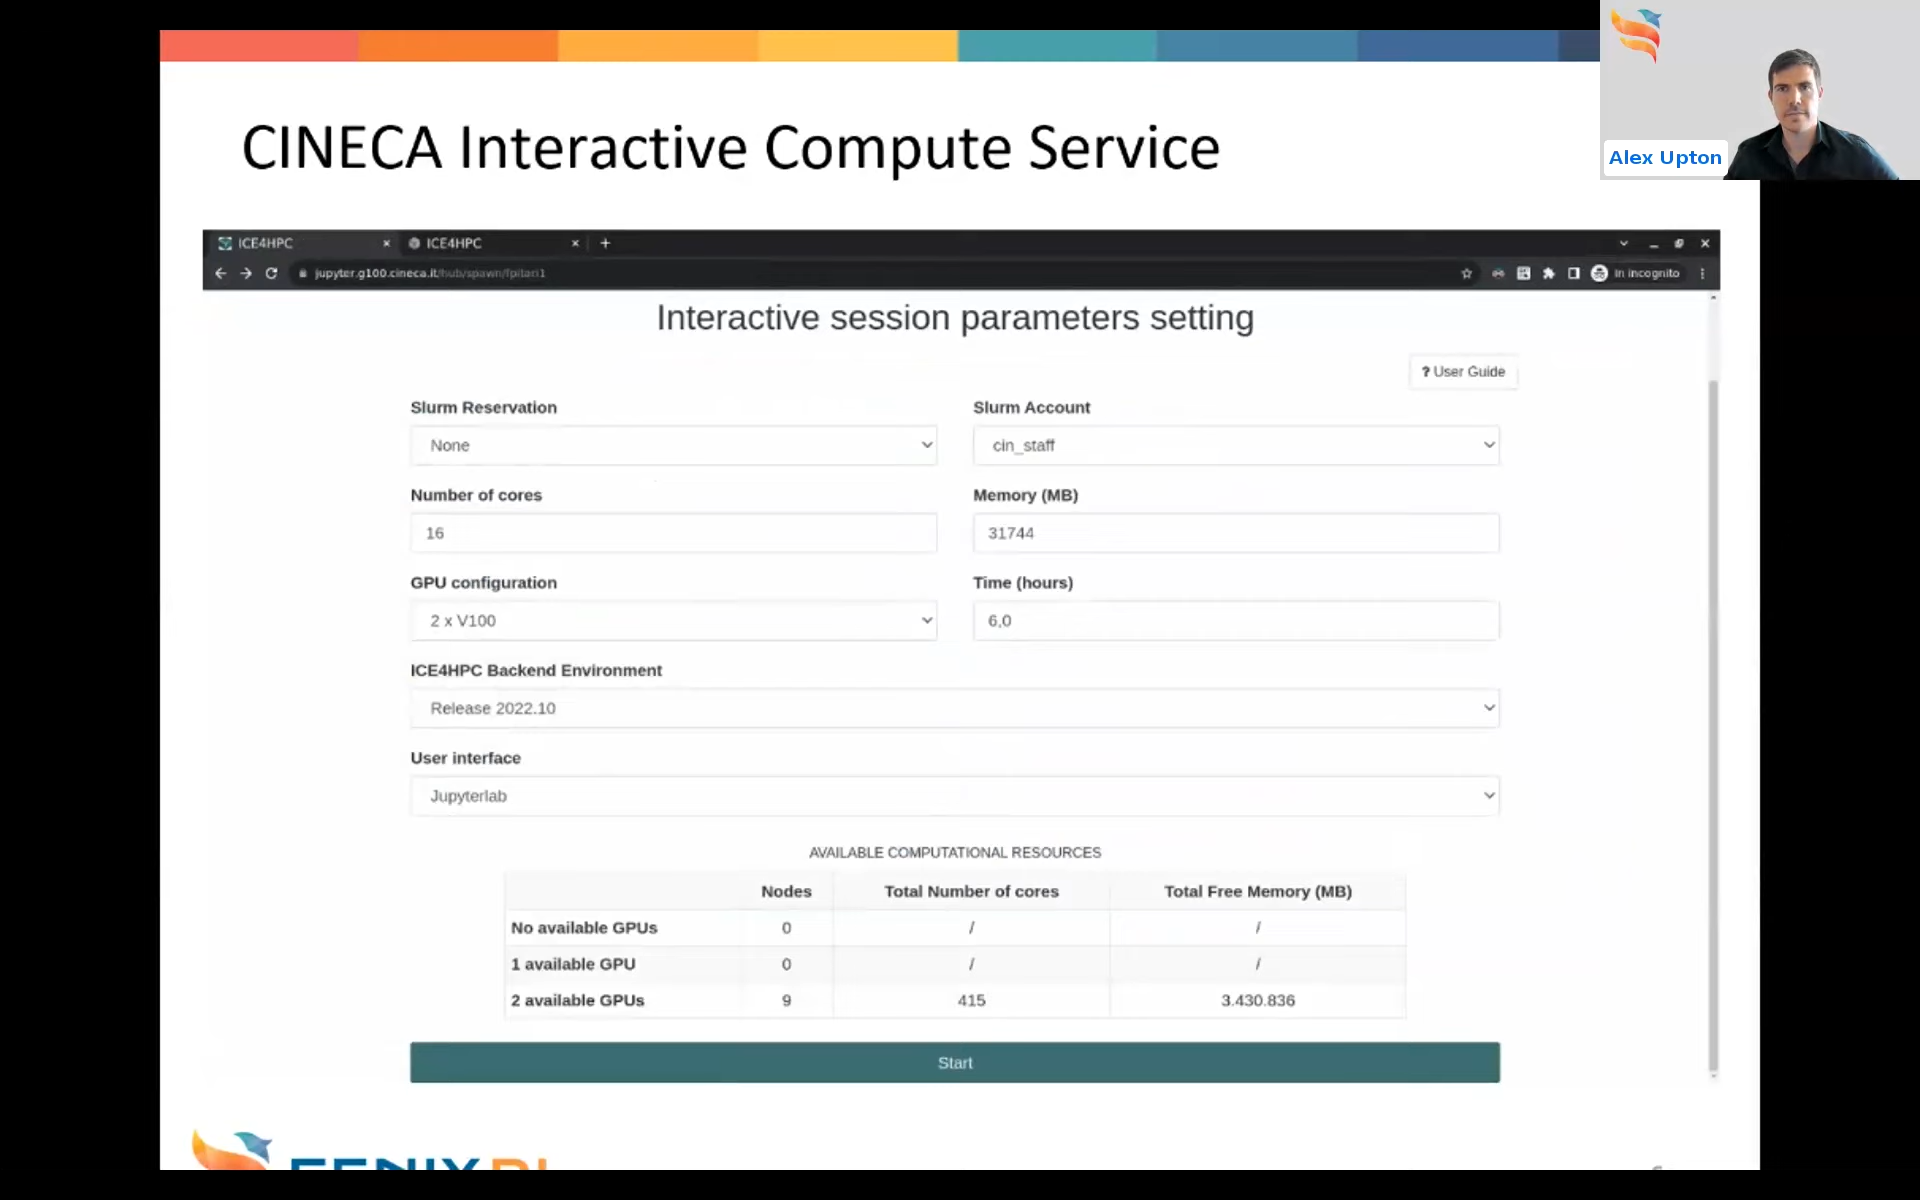 Alex Upton
CINECA Interactive Compute Service
ICE4HPC
ICE4HPC
jupyter.g100.cineca.it/hub/spawn/fpitari1
In incognito
Interactive session parameters setting
? User Guide
Slurm Reservation
Slurm Account
None
cin_staff
Number of cores
Memory (MB)
16
31744
GPU configuration
Time (hours)
2 x V100
6,0
ICE4HPC Backend Environment
Release 2022.10
User interface
Jupyterlab
AVAILABLE COMPUTATIONAL RESOURCES
Nodes Total Number of cores Total Free Memory (MB)
No available GPUs 0 / /
1 available GPU 0 / /
2 available GPUs 9 415 3.430.836
Start